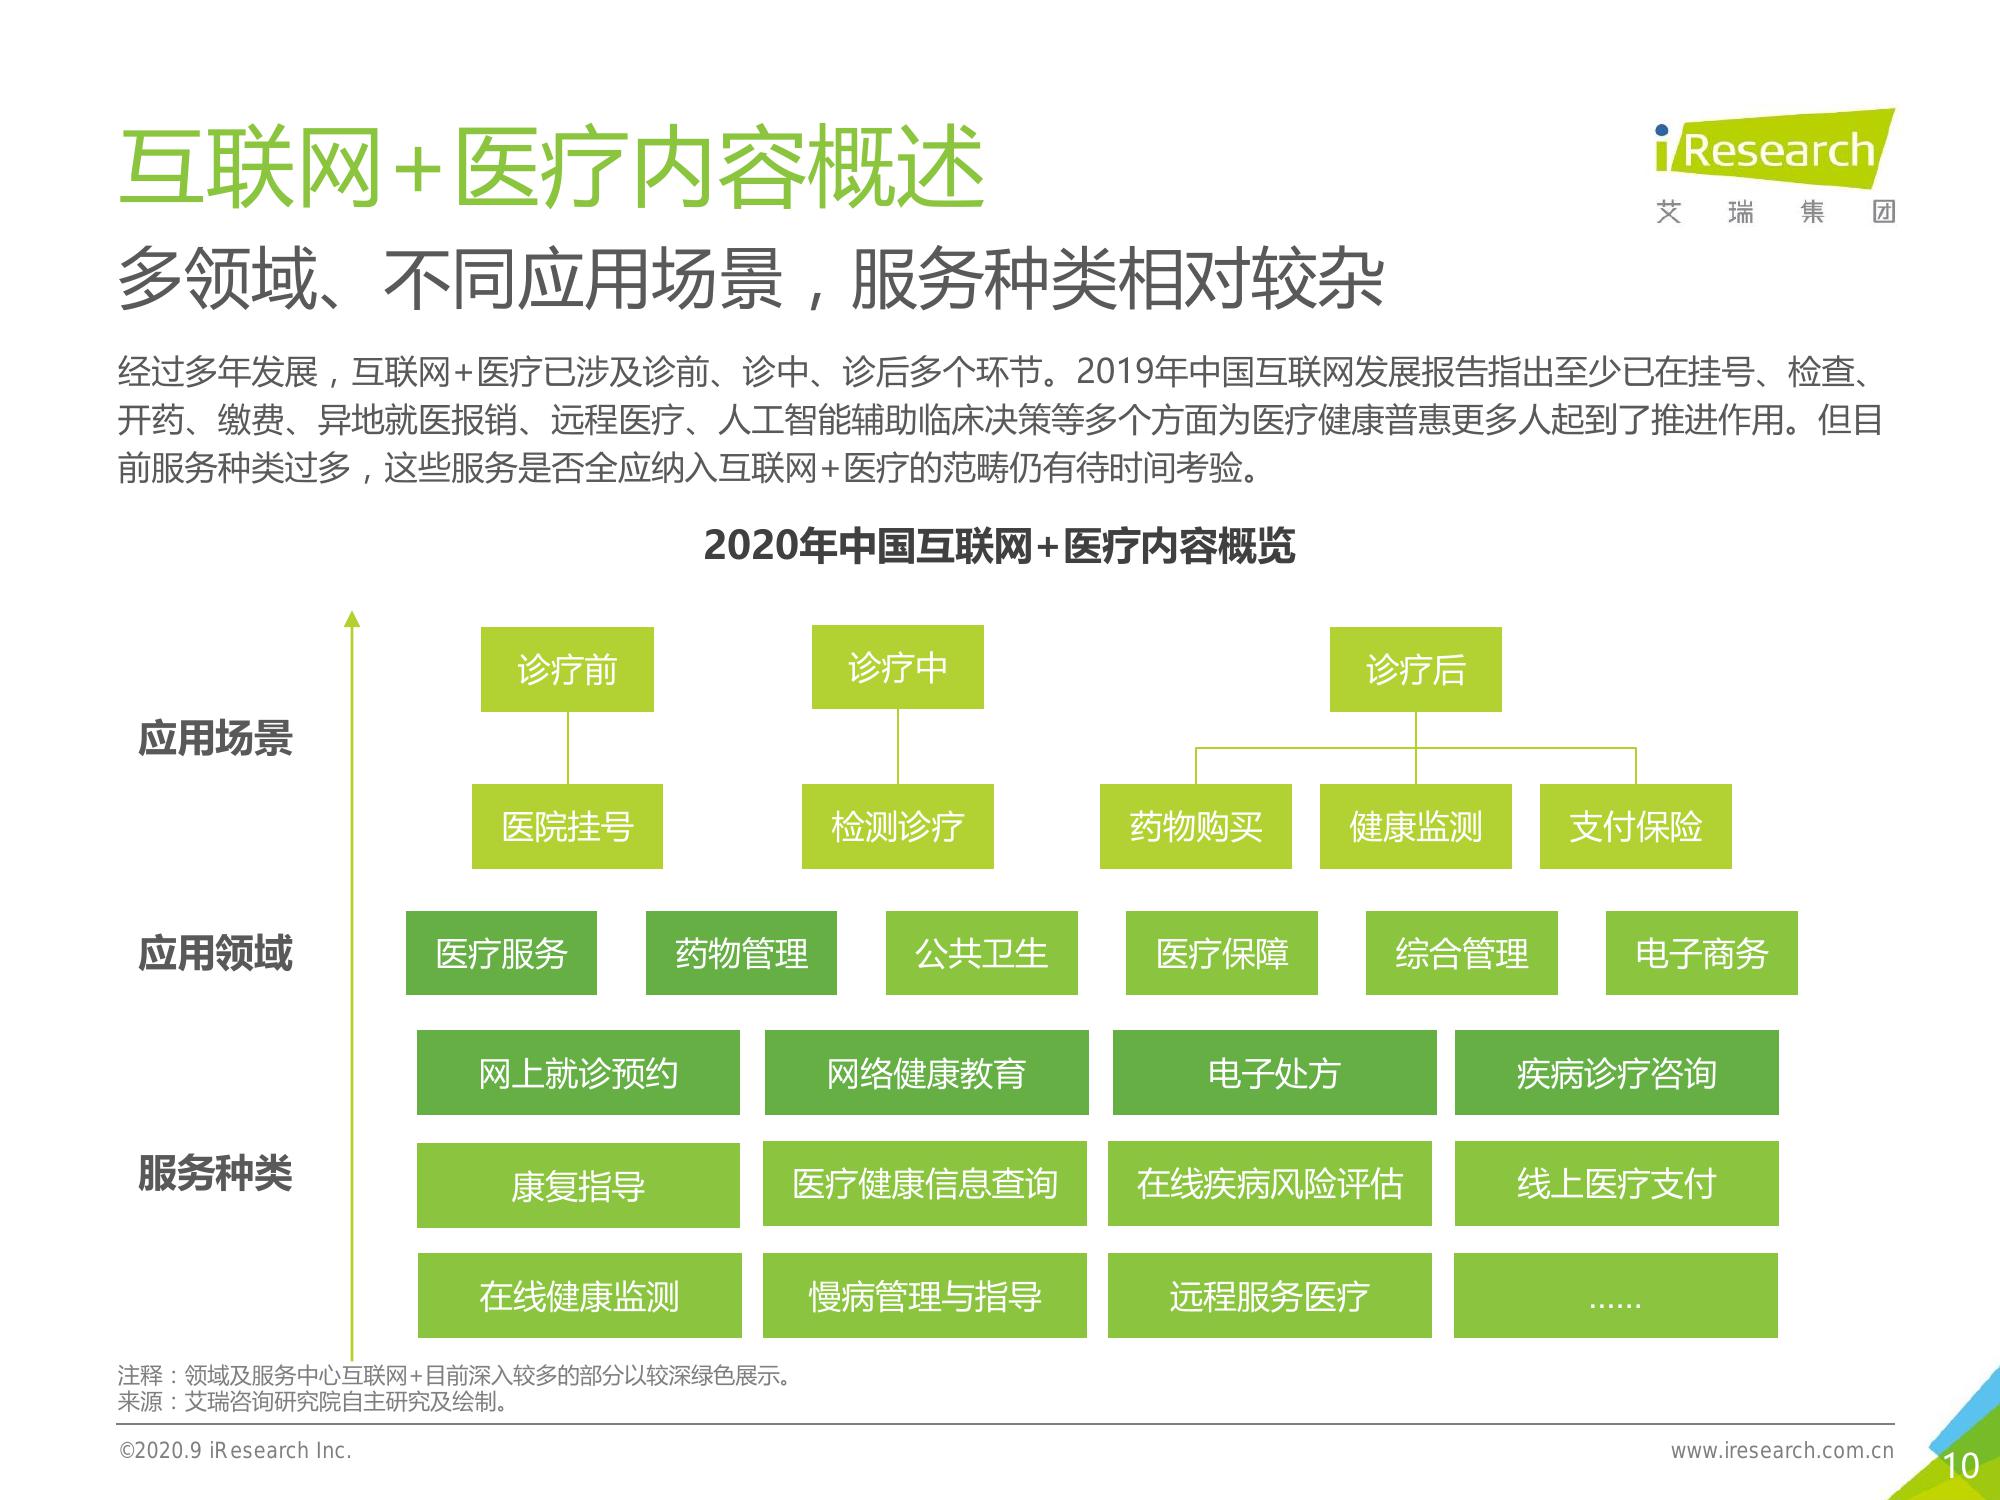 互联网+医疗内容概述
iResearch
艾瑞集团
多领域、不同应用场景，服务种类相对较杂
经过多年发展，互联网+医疗已涉及诊前、诊中、诊后多个环节。2019年中国互联网发展报告指出至少已在挂号、检查、
开药、缴费、异地就医报销、远程医疗、人工智能辅助临床决策等多个方面为医疗健康普惠更多人起到了推进作用。但目
前服务种类过多，这些服务是否全应纳入互联网+医疗的范畴仍有待时间考验。
2020年中国互联网+医疗内容概览
应用场景
诊疗前 诊疗中 诊疗后
医院挂号 检测诊疗 药物购买 健康监测 支付保险
应用领域
医疗服务 药物管理 公共卫生 医疗保障 综合管理 电子商务
服务种类
网上就诊预约 网络健康教育 电子处方 疾病诊疗咨询
康复指导 医疗健康信息查询 在线疾病风险评估 线上医疗支付
在线健康监测 慢病管理与指导 远程服务医疗 ……
注释：领域及服务中心互联网+目前深入较多的部分以较深绿色展示。
来源：艾瑞咨询研究院自主研究及绘制。
©2020.9 iResearch Inc.
www.iresearch.com.cn
10